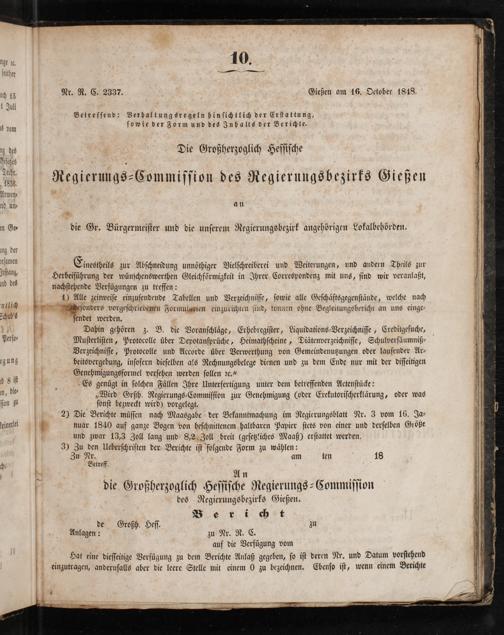 10.
Nr. R. C. 2337. Gießen am 16. October 1848.
Betreffend: Verhaltungsregeln hinsichtlich der Erstattung,
sowie der Form und des Inhalts der Berichte.
Die Großherzoglich Hessische
Regierungs-Commission des Regierungsbezirks Gießen
an
die Gr. Bürgermeister und die unserem Regierungsbezirk angehörigen Lokalbehörden.
Einestheils zur Abschneidung unnöthiger Vielschreiberei und Weiterungen, und andern Theils zur
Herbeiführung der wünschenswerthen Gleichförmigkeit in Ihrer Correspondenz mit uns, sind wir veranlaßt,
nachstehende Verfügungen zu treffen:
1) Alle zeitweise einzusendende Tabellen und Verzeichnisse, sowie alle Geschäftsgegenstände, welche nach
besonders vorgeschriebenen Formularien einzurichten sind, können ohne Begleitungsbericht an uns einge-
sendet werden.
Dahin gehören z. B. die Voranschläge, Erheberegister, Liquidations-Verzeichnisse, Creditgesuche,
Musterlisten, Protocolle über Depotansprüche, Heimathscheine, Diätenverzeichnisse, Schulversäumniß-
Verzeichnisse, Protocolle und Accorde über Verwerthung von Gemeindenutzungen oder laufender Ar-
beitsvergebung, insofern dieselben als Rechnungsbelege dienen und zu dem Ende nur mit der diesseitigen
Genehmigungsformel versehen werden sollen ꝛc."
Es genügt in solchen Fällen Ihre Unterfertigung unter dem betreffenden Actenstücke:
„Wird Grßh. Regierungs-Commission zur Genehmigung (oder Exekutorischerklärung, oder was
sonst bezweckt wird) vorgelegt.
2) Die Berichte müssen nach Maasgabe der Bekanntmachung im Regierungsblatt Nr. 3 vom 16. Ja-
nuar 1840 auf ganze Bogen von beschnittenem haltbaren Papier stets von einer und derselben Größe
und zwar 13,3 Zoll lang und 8,2 Zoll breit (gesetzliches Maaß) erstattet werden.
3) Zu den Ueberschriften der Berichte ist folgende Form zu wählen:
Zu Nr. am ten 18
Betreff.
An
die Großherzoglich Hessische Regierungs-Commission
des Regierungsbezirks Gießen.
Bericht
de Großh. Hess. zu
Anlagen: zu Nr. R. C.
auf die Verfügung vom
Hat eine diesseitige Verfügung zu dem Berichte Anlaß gegeben, so ist deren Nr. und Datum vorstehend
einzutragen, andernfalls aber die leere Stelle mit einem 0 zu bezeichnen. Ebenso ist, wenn einem Berichte